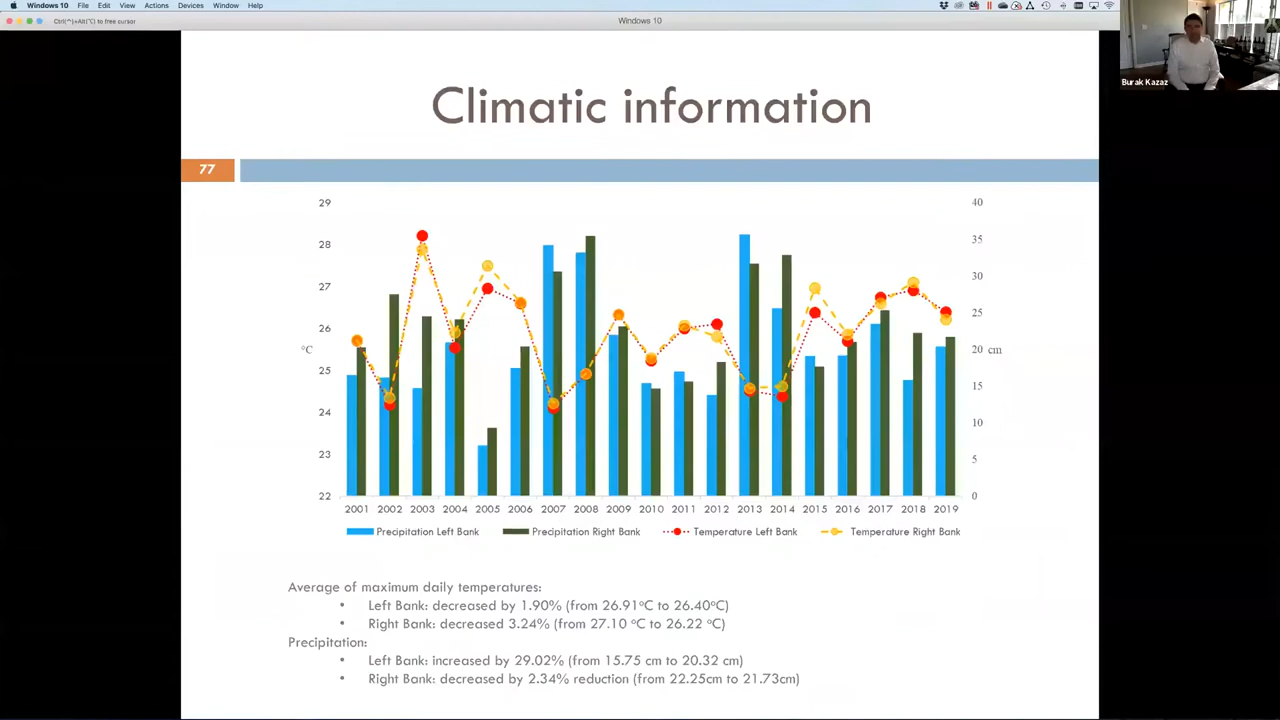 Windows 10 File Edit View Actions Devices Window Help
Ctrl(^)+Alt(⌥) to free cursor
Windows 10
Burak Kazaz
Climatic information
77
29
28
27
26
25
24
23
22
°C
40
35
30
25
20
15
10
5
0
cm
2001 2002 2003 2004 2005 2006 2007 2008 2009 2010 2011 2012 2013 2014 2015 2016 2017 2018 2019
Precipitation Left Bank Precipitation Right Bank Temperature Left Bank Temperature Right Bank
Average of maximum daily temperatures:
• Left Bank: decreased by 1.90% (from 26.91°C to 26.40°C)
• Right Bank: decreased 3.24% (from 27.10 °C to 26.22 °C)
Precipitation:
• Left Bank: increased by 29.02% (from 15.75 cm to 20.32 cm)
• Right Bank: decreased by 2.34% reduction (from 22.25cm to 21.73cm)